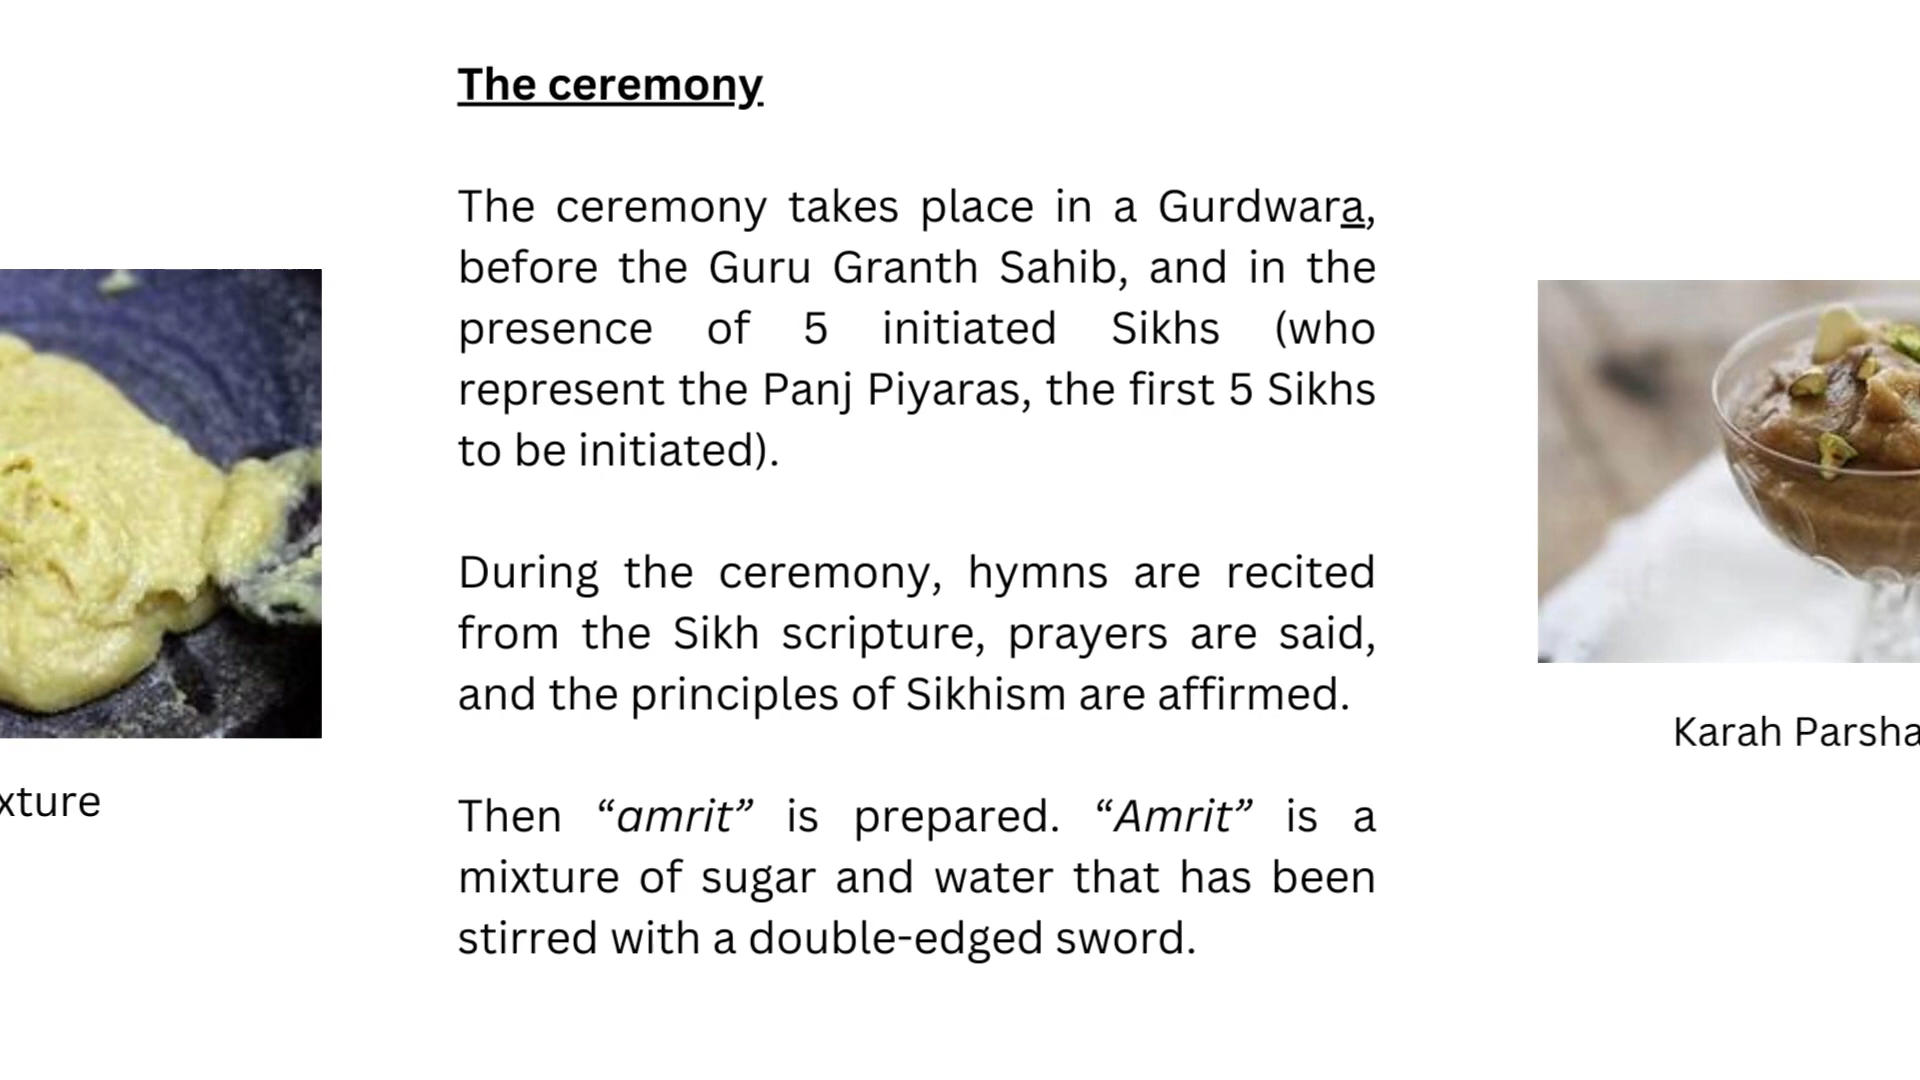 The ceremony
The ceremony takes place in a Gurdwara,
before the Guru Granth Sahib, and in the
presence of 5 initiated Sikhs (who
represent the Panj Piyaras, the first 5 Sikhs
to be initiated).
During the ceremony, hymns are recited
from the Sikh scripture, prayers are said,
and the principles of Sikhism are affirmed.
Then “amrit” is prepared. “Amrit” is a
mixture of sugar and water that has been
stirred with a double-edged sword.
xture
Karah Parsha